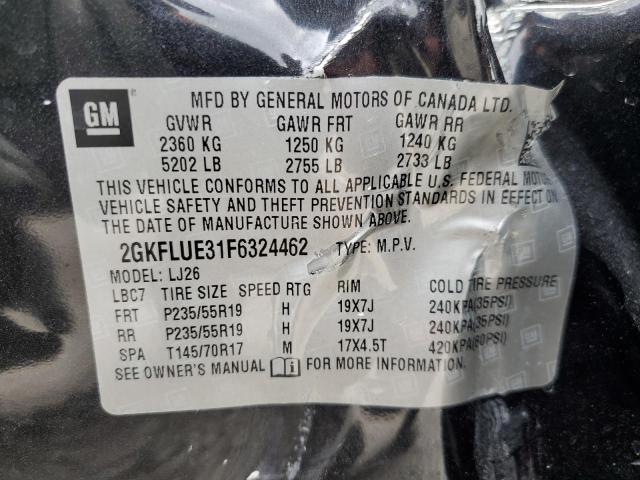 GM
MFD BY GENERAL MOTORS OF CANADA LTD.
GVWR GAWR FRT GAWR RR
2360 KG 1250 KG 1240 KG
5202 LB 2755 LB 2733 LB
THIS VEHICLE CONFORMS TO ALL APPLICABLE U.S. FEDERAL MOTOR
VEHICLE SAFETY AND THEFT PREVENTION STANDARDS IN EFFECT ON
THE DATE OF MANUFACTURE SHOWN ABOVE.
2GKFLUE31F6324462 TYPE: M.P.V.
MODEL: LJ26
LBC7 TIRE SIZE SPEED RTG RIM COLD TIRE PRESSURE
FRT P235/55R19 H 19X7J 240KPA(35PSI)
RR P235/55R19 H 19X7J 240KPA(35PSI)
SPA T145/70R17 M 17X4.5T 420KPA(60PSI)
SEE OWNER'S MANUAL FOR MORE INFORMATION.